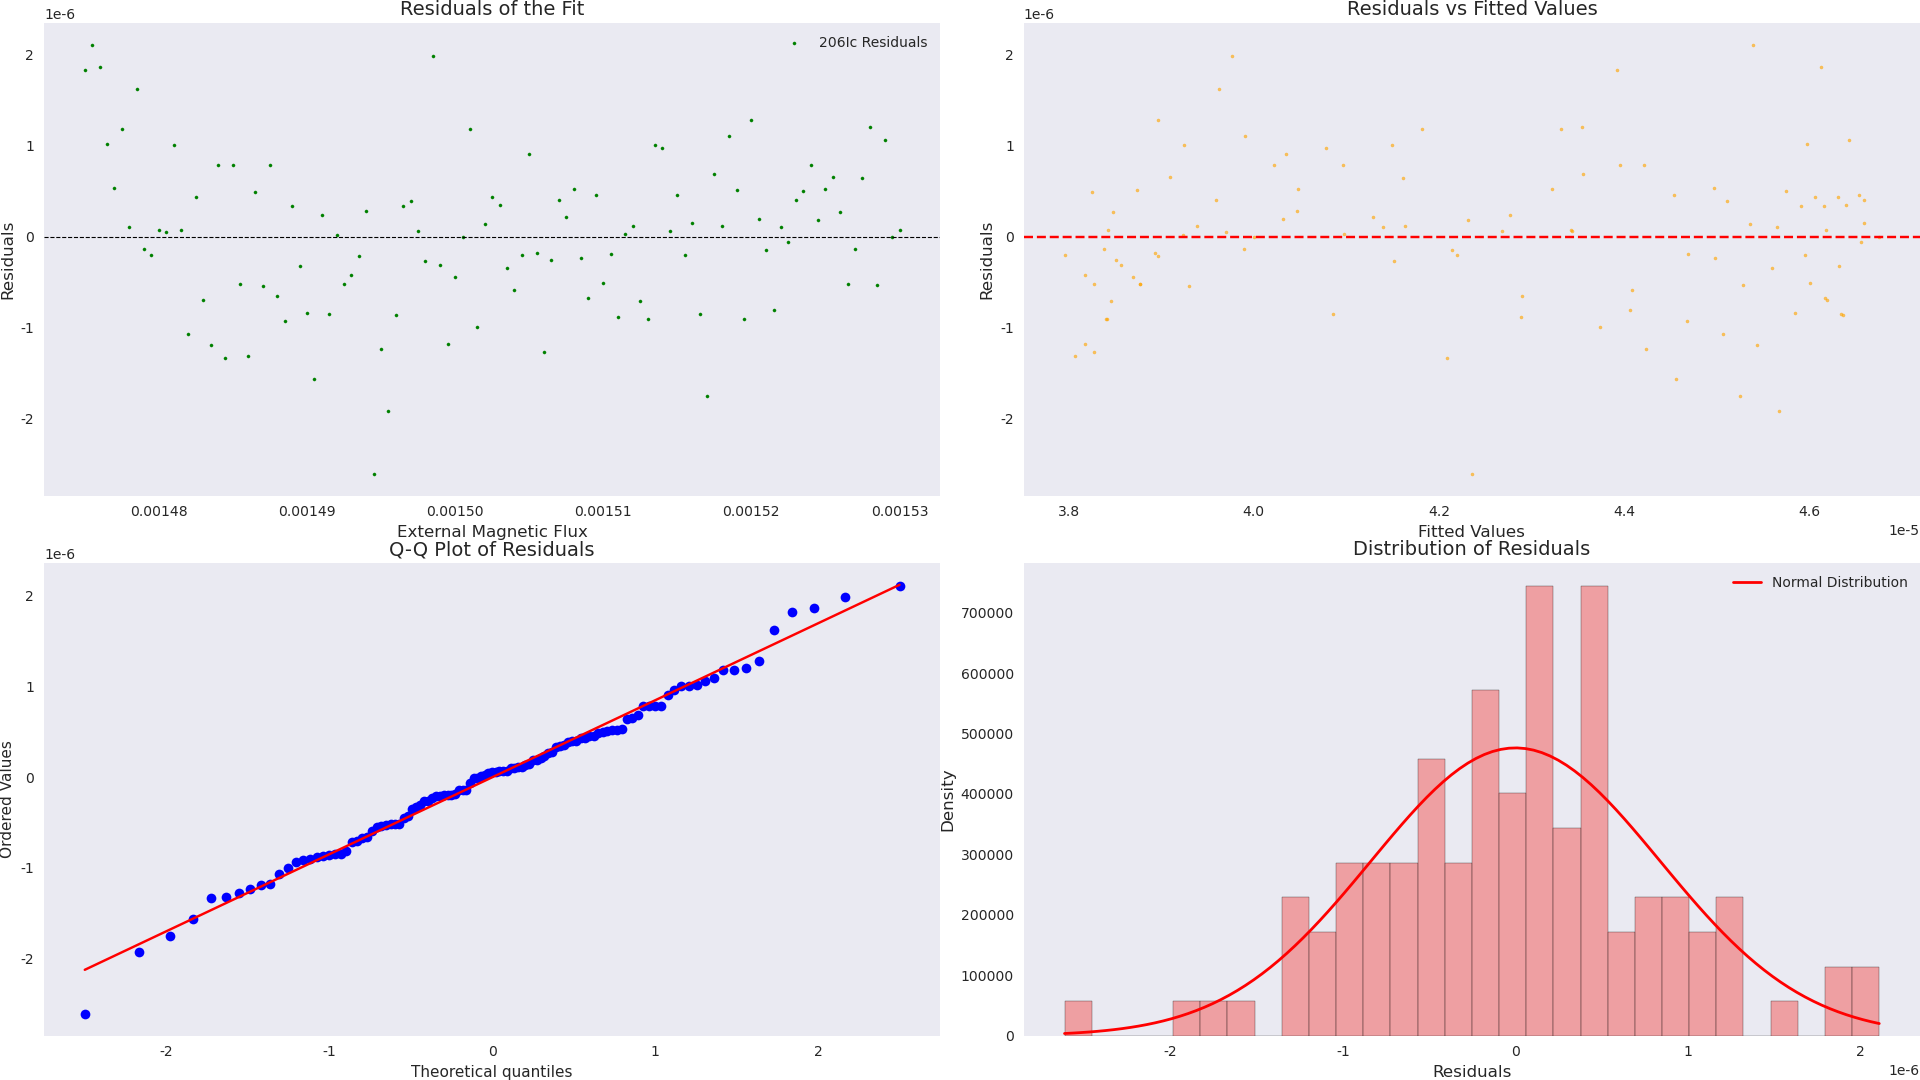 Residuals of the Fit
1e-6
206Ic Residuals
2
1
0
-1
-2
Residuals
0.00148 0.00149 0.00150 0.00151 0.00152 0.00153
External Magnetic Flux
Residuals vs Fitted Values
1e-6
2
1
0
-1
-2
Residuals
3.8 4.0 4.2 4.4 4.6
1e-5
Fitted Values
Q-Q Plot of Residuals
1e-6
2
1
0
-1
-2
Ordered Values
-2 -1 0 1 2
Theoretical quantiles
Distribution of Residuals
Normal Distribution
700000
600000
500000
400000
300000
200000
100000
0
Density
-2 -1 0 1 2
1e-6
Residuals